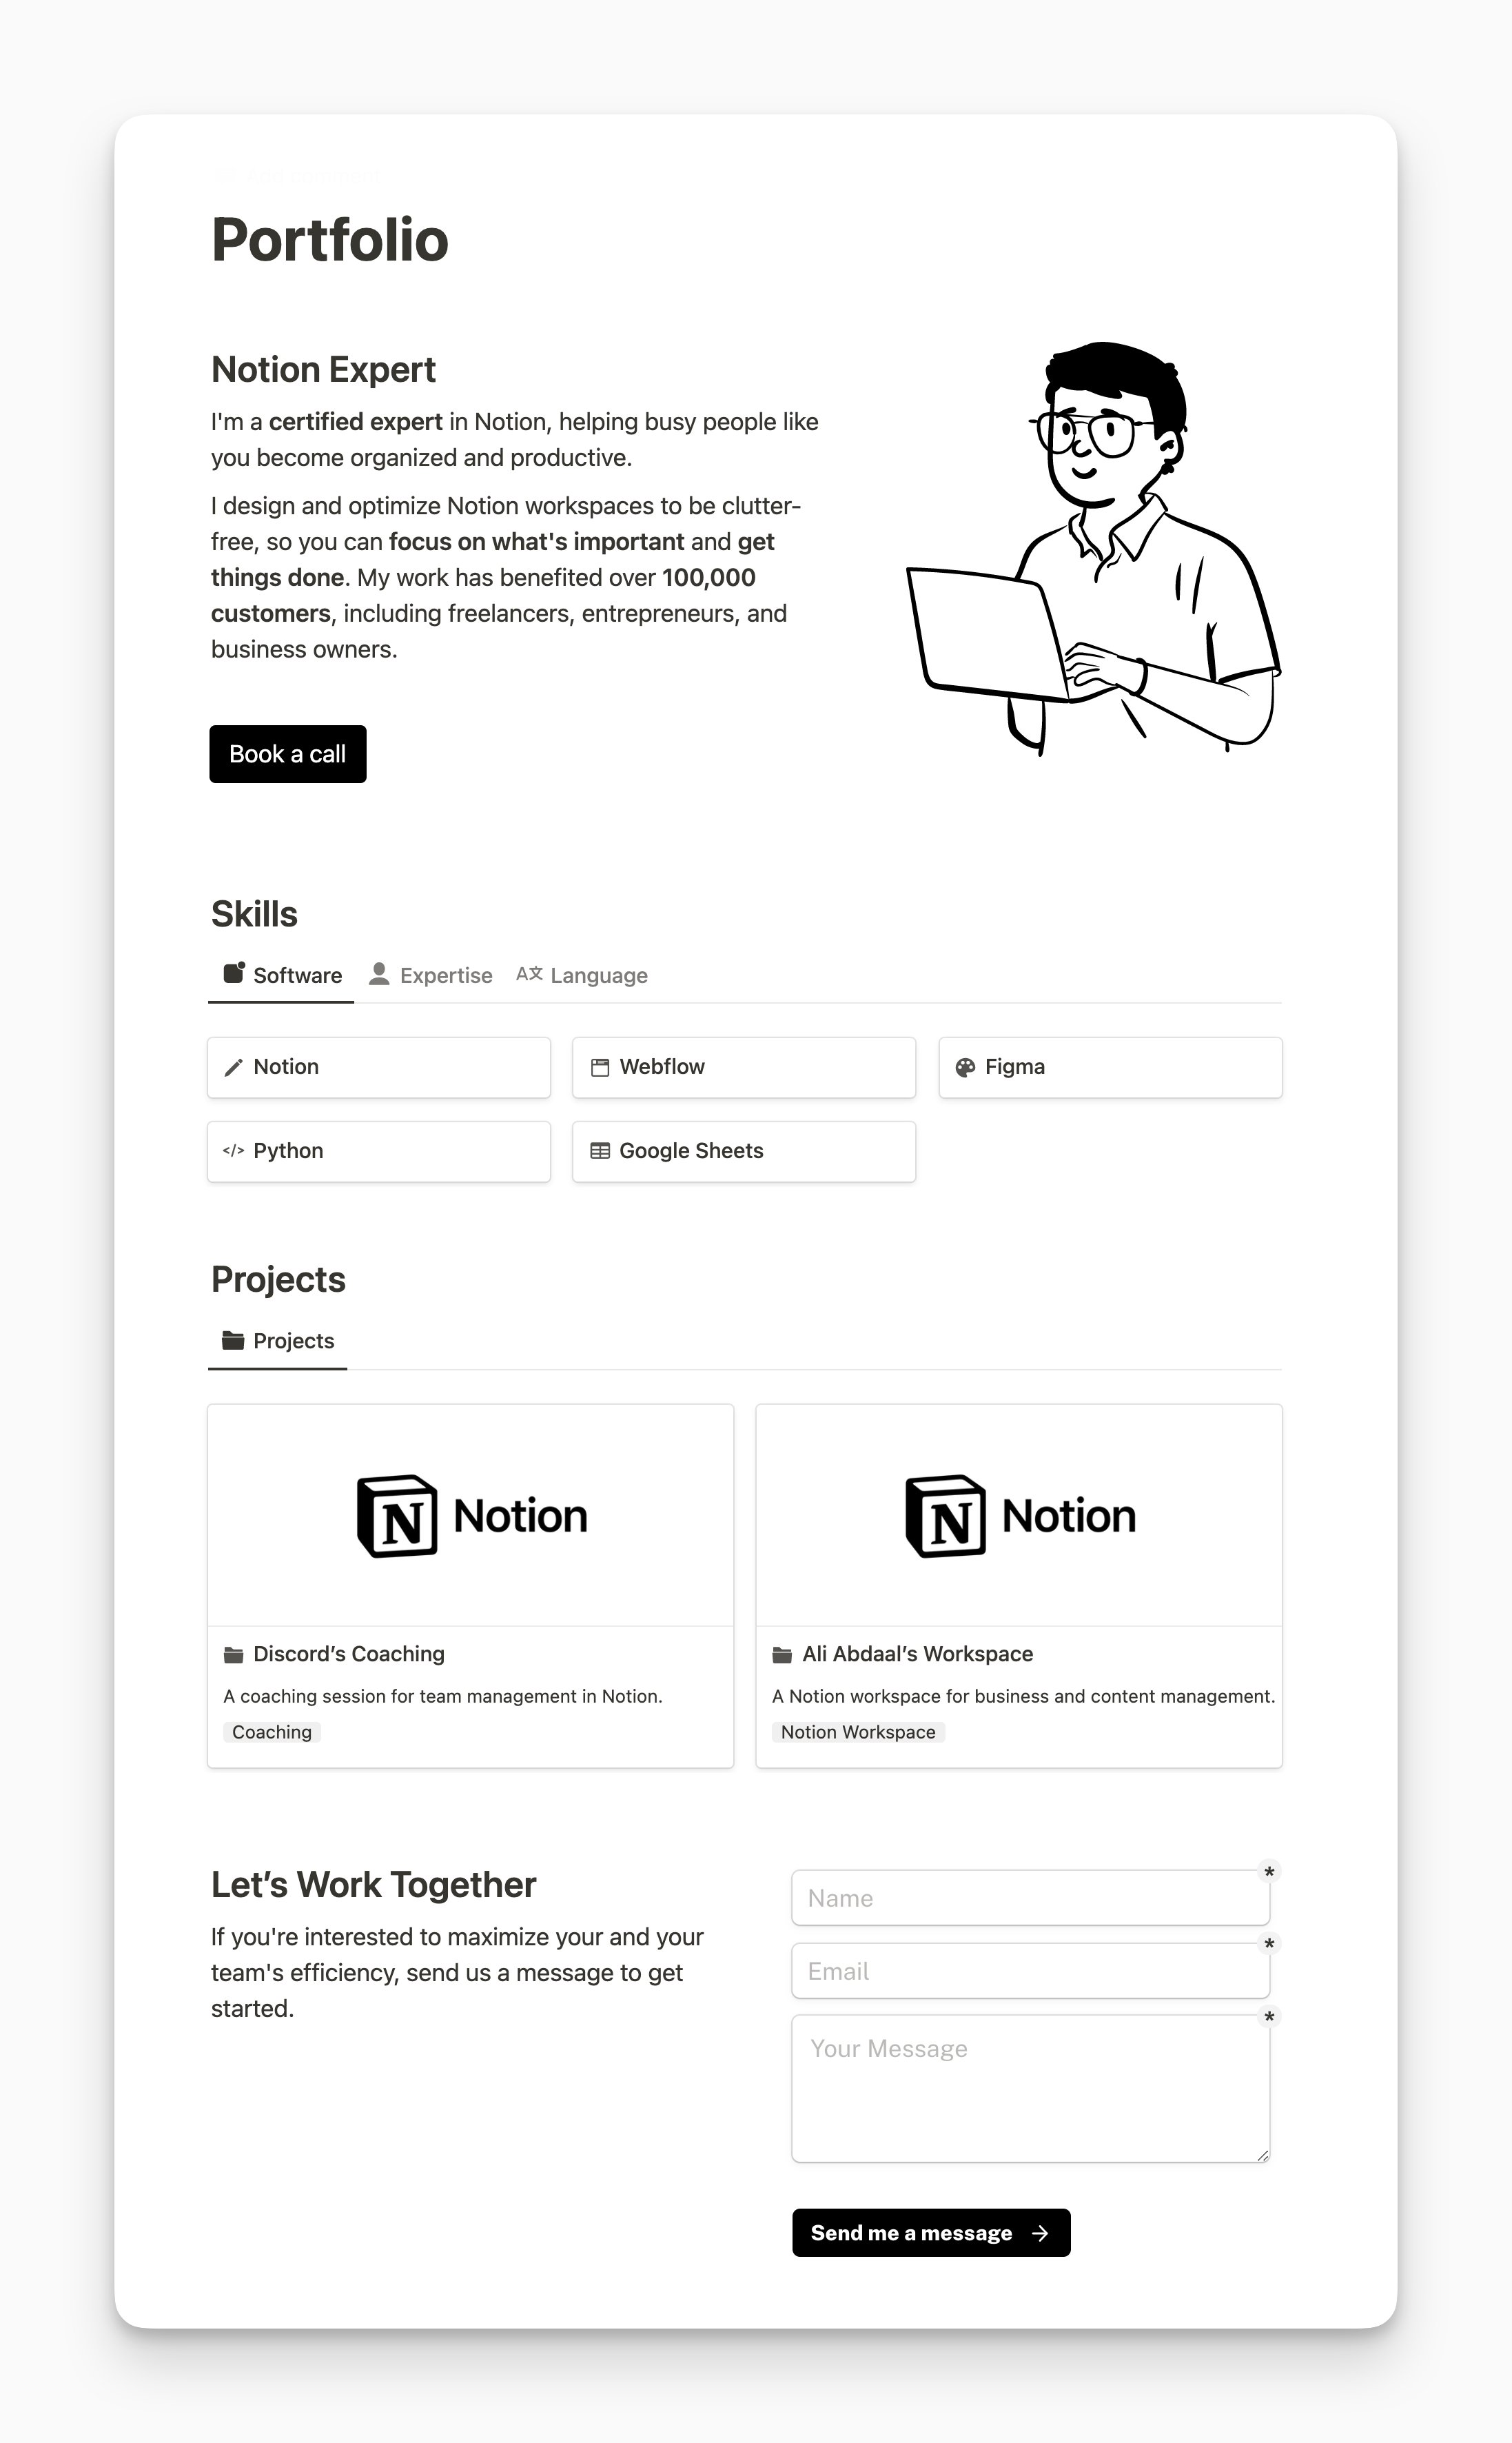 Portfolio
Notion Expert
I'm a certified expert in Notion, helping busy people like
you become organized and productive.
I design and optimize Notion workspaces to be clutter-
free, so you can focus on what's important and get
things done. My work has benefited over 100,000
customers, including freelancers, entrepreneurs, and
business owners.
Book a call
Skills
Software Expertise Language
Notion Webflow Figma
</> Python Google Sheets
Projects
Projects
N Notion N Notion
Discord’s Coaching
A coaching session for team management in Notion.
Coaching
Ali Abdaal’s Workspace
A Notion workspace for business and content management.
Notion Workspace
Let’s Work Together
If you're interested to maximize your and your
team's efficiency, send us a message to get
started.
Name *
Email *
Your Message *
Send me a message →